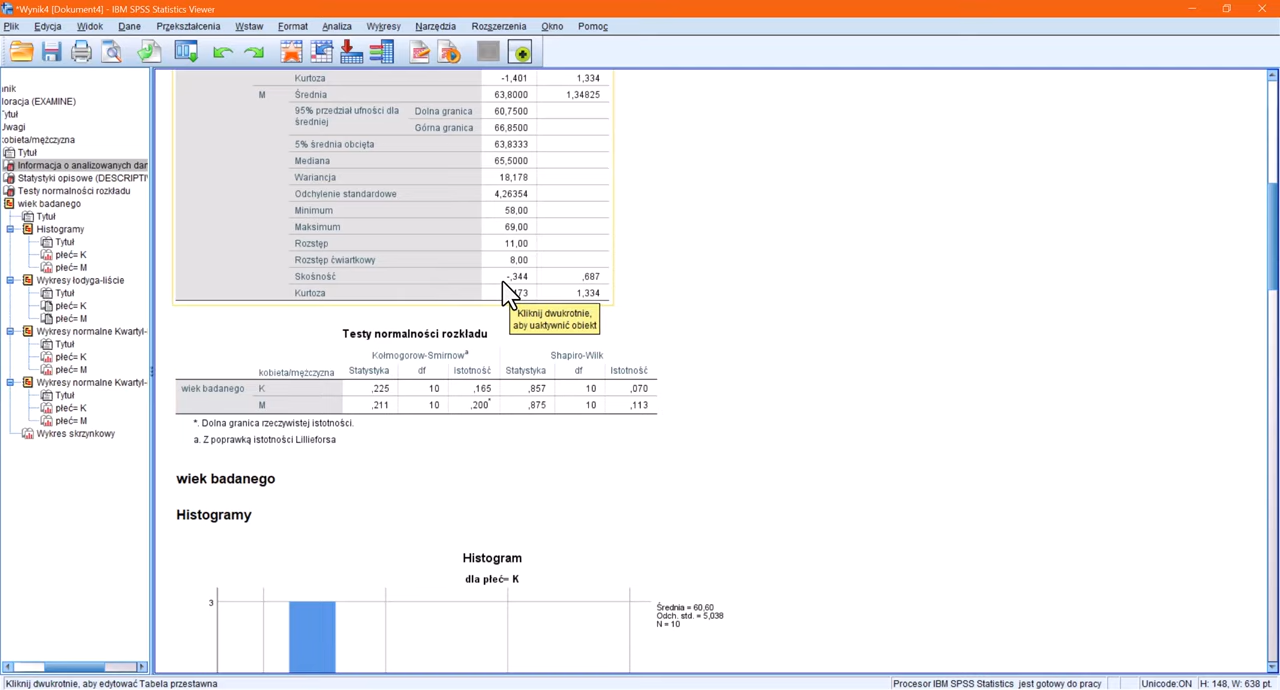 *Wynik4 [Dokument4] - IBM SPSS Statistics Viewer
Plik Edycja Widok Dane Przekształcenia Wstaw Format Analiza Wykresy Narzędzia Rozszerzenia Okno Pomoc
nik
loracja (EXAMINE)
Tytuł
Uwagi
kobieta/mężczyzna
Tytuł
Informacja o analizowanych dan
Statystyki opisowe (DESCRIPTI
Testy normalności rozkładu
wiek badanego
Tytuł
Histogramy
Tytuł
płeć= K
płeć= M
Wykresy łodyga-liście
Tytuł
płeć= K
płeć= M
Wykresy normalne Kwartyl-
Tytuł
płeć= K
płeć= M
Wykresy normalne Kwartyl-
Tytuł
płeć= K
płeć= M
Wykres skrzynkowy
Kurtoza -1,401 1,334
M Średnia 63,8000 1,34825
95% przedział ufności dla średniej Dolna granica 60,7500
Górna granica 66,8500
5% średnia obcięta 63,8333
Mediana 65,5000
Wariancja 18,178
Odchylenie standardowe 4,26354
Minimum 58,00
Maksimum 69,00
Rozstęp 11,00
Rozstęp ćwiartkowy 8,00
Skośność -,344 ,687
Kurtoza 73 1,334
Kliknij dwukrotnie,
aby uaktywnić obiekt
Testy normalności rozkładu
Kołmogorow-Smirnowa Shapiro-Wilk
kobieta/mężczyzna Statystyka df Istotność Statystyka df Istotność
wiek badanego K ,225 10 ,165 ,857 10 ,070
M ,211 10 ,200* ,875 10 ,113
*. Dolna granica rzeczywistej istotności.
a. Z poprawką istotności Lillieforsa
wiek badanego
Histogramy
Histogram
dla płeć= K
3
Średnia = 60,60
Odch. std. = 5,038
N = 10
Kliknij dwukrotnie, aby edytować Tabela przestawna
Procesor IBM SPSS Statistics jest gotowy do pracy Unicode:ON H: 148, W: 638 pt.